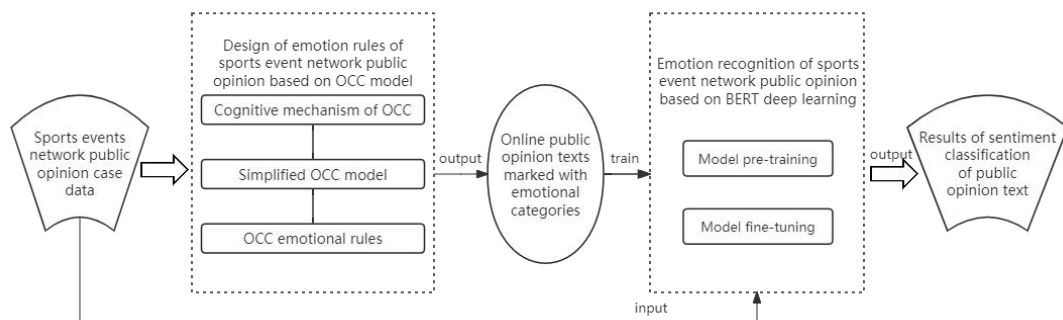 Sports events
network public
opinion case
data
Design of emotion rules of
sports event network public
opinion based on OCC model
Cognitive mechanism of OCC
Simplified OCC model
OCC emotional rules
output
Online public
opinion texts
marked with
emotional
categories
train
Emotion recognition of sports
event network public opinion
based on BERT deep learning
Model pre-training
Model fine-tuning
output
Results of sentiment
classification
of public
opinion text
input